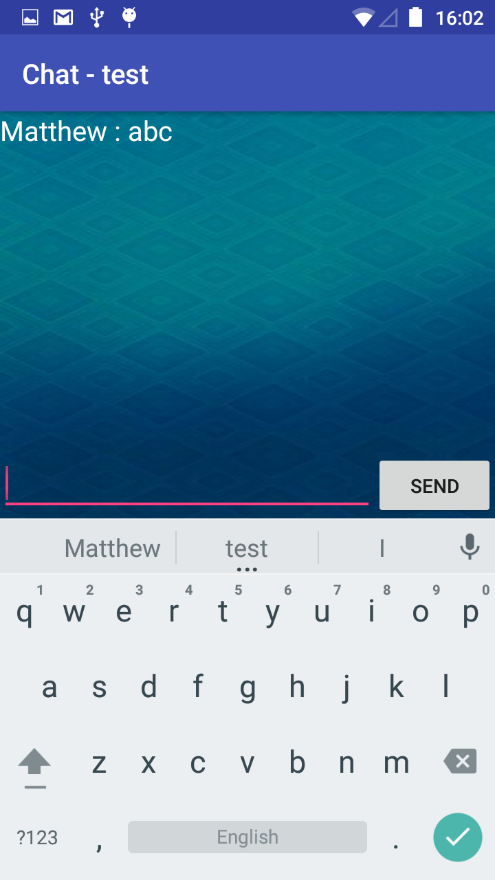 16:02
Chat - test
Matthew : abc
SEND
Matthew test I
1 2 3 4 5 6 7 8 9 0
q w e r t y u i o p
a s d f g h j k l
z x c v b n m
?123 , English .